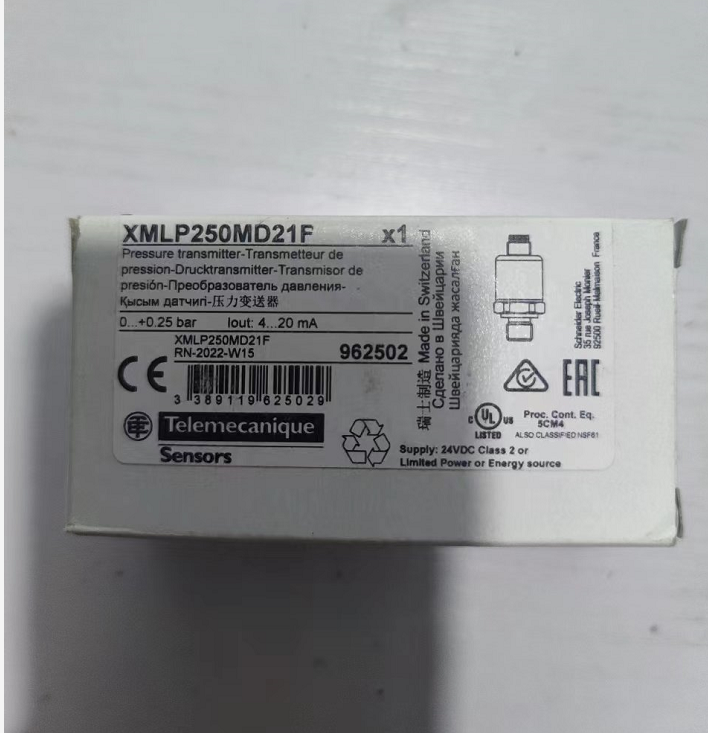 XMLP250MD21F x1
Pressure transmitter-Transmetteur de
pression-Drucktransmitter-Transmisor de
presión-Преобразователь давления-
Қысым датчигі-压力变送器
0...+0.25 bar Iout: 4...20 mA
XMLP250MD21F
RN-2022-W15
962502
CE
3 389119 625029
Telemecanique
Sensors
瑞士制造 Made in Switzerland
Сделано в Швейцарии
Швейцарияда жасалған
Schneider Electric
35 rue Joseph Monier
92500 Rueil-Malmaison France
EAC
C UL US
LISTED
Proc. Cont. Eq.
5CM4
ALSO CLASSIFIED NSF61
Supply: 24VDC Class 2 or
Limited Power or Energy source